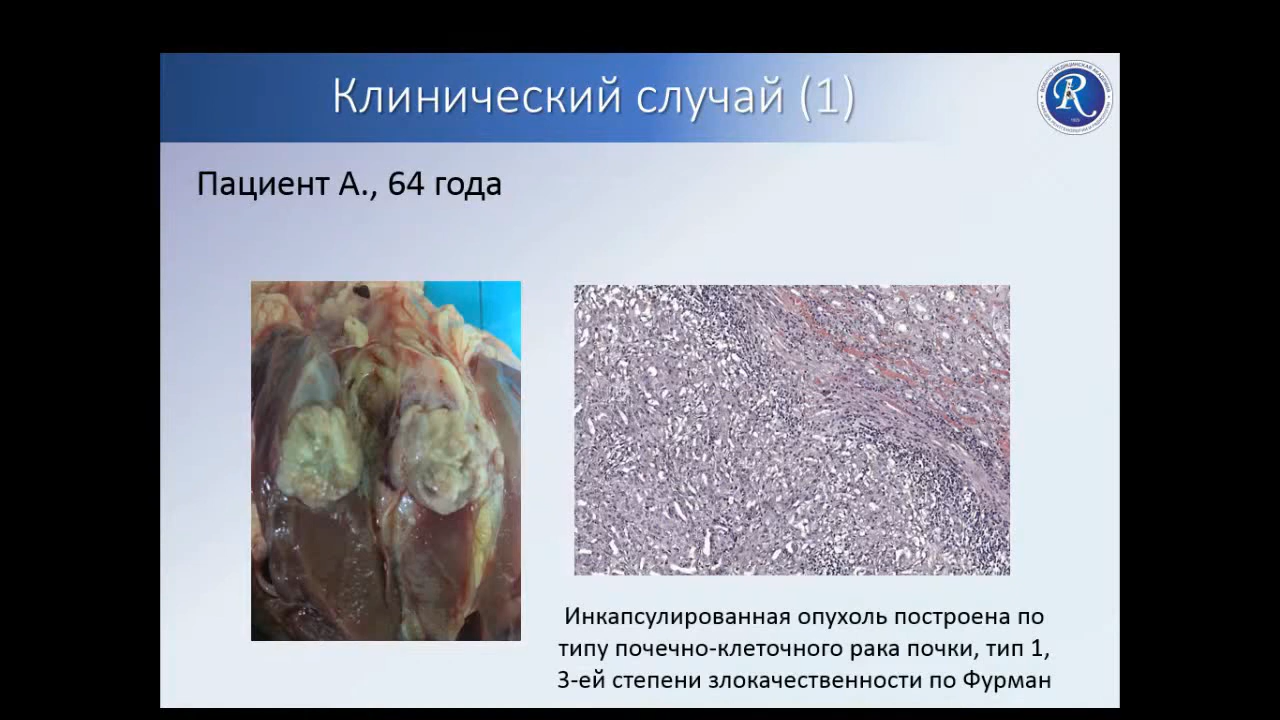 Клинический случай (1)
Пациент А., 64 года
Инкапсулированная опухоль построена по
типу почечно-клеточного рака почки, тип 1,
3-ей степени злокачественности по Фурман